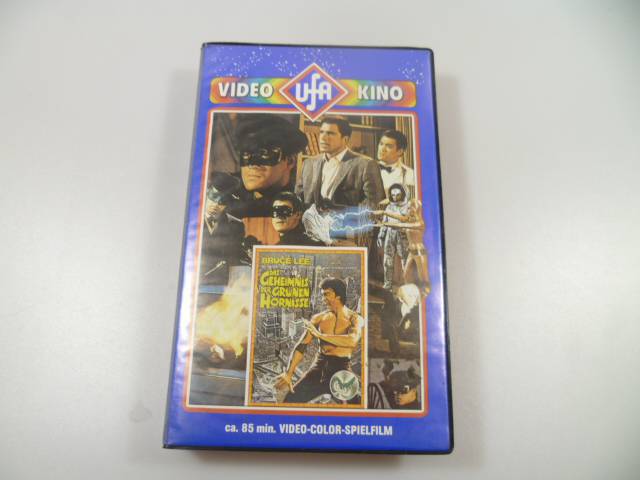 VIDEO UFA KINO
BRUCE LEE
DAS
GEHEIMNIS
DER GRÜNEN
HORNISSE
ca. 85 min. VIDEO-COLOR-SPIELFILM